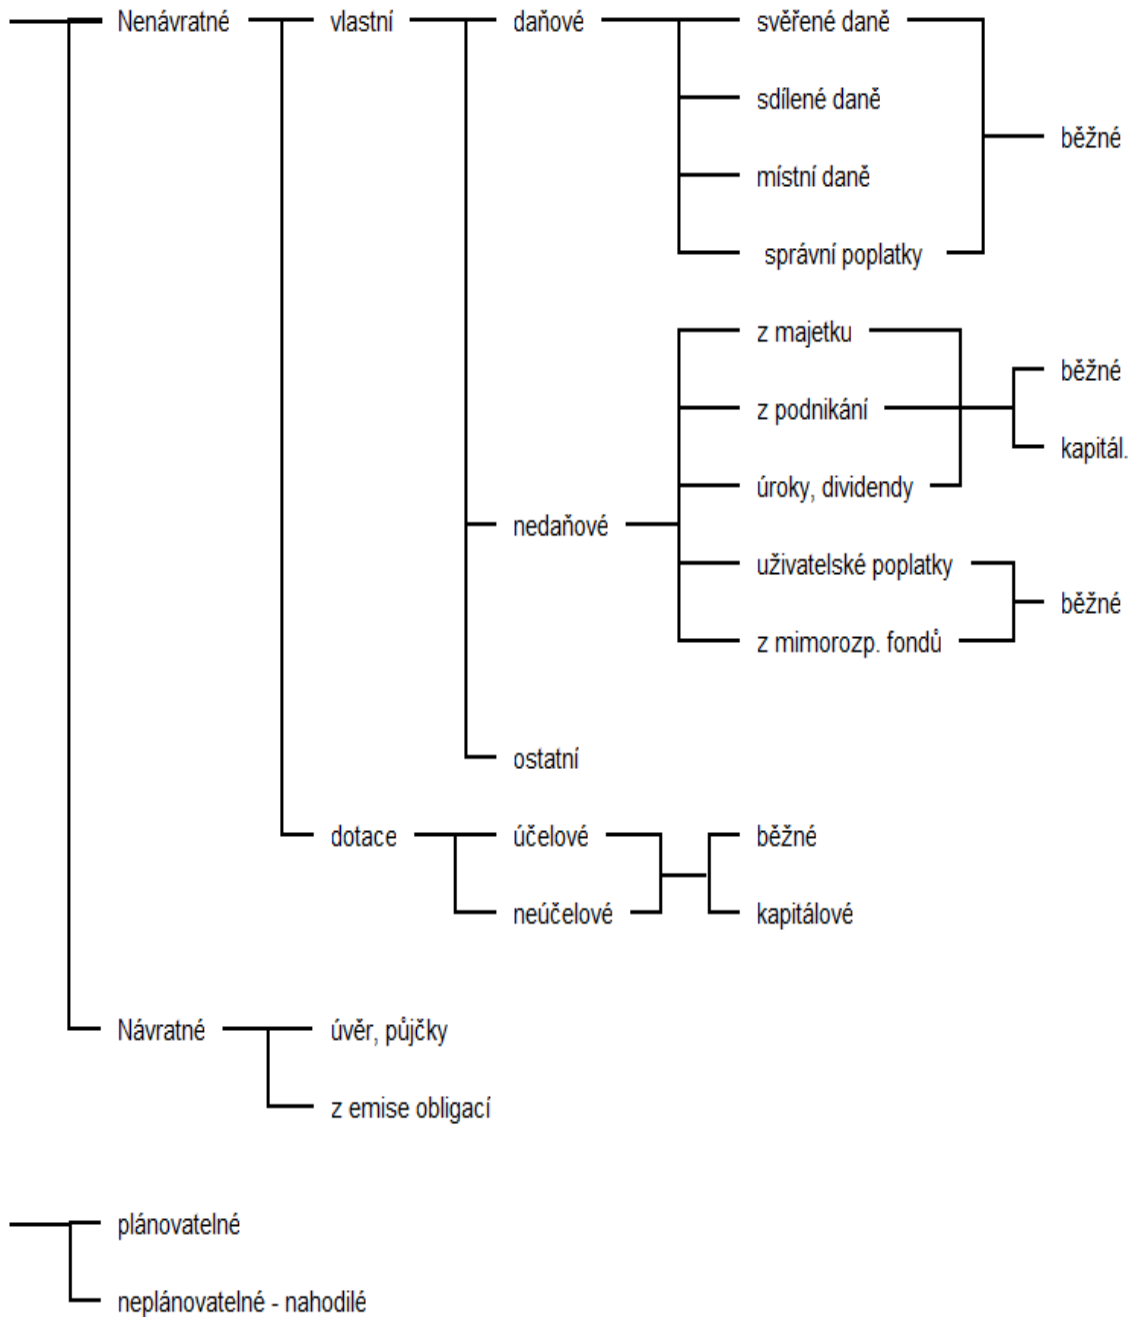 Nenávratné vlastní daňové svěřené daně
sdílené daně
běžné
místní daně
správní poplatky
z majetku
běžné
z podnikání
kapitál.
úroky, dividendy
nedaňové
uživatelské poplatky
běžné
z mimorozp. fondů
ostatní
dotace účelové běžné
neúčelové kapitálové
Návratné úvěr, půjčky
z emise obligací
plánovatelné
neplánovatelné - nahodilé